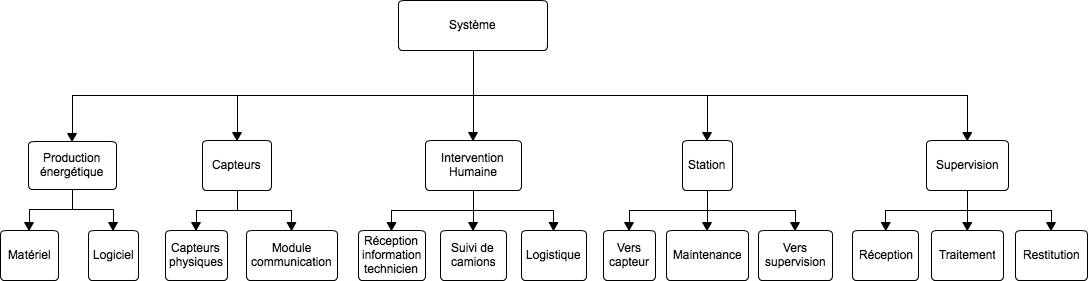 Système
Production
énergétique
Capteurs
Intervention
Humaine
Station
Supervision
Matériel
Logiciel
Capteurs
physiques
Module
communication
Réception
information
technicien
Suivi de
camions
Logistique
Vers
capteur
Maintenance
Vers
supervision
Réception
Traitement
Restitution